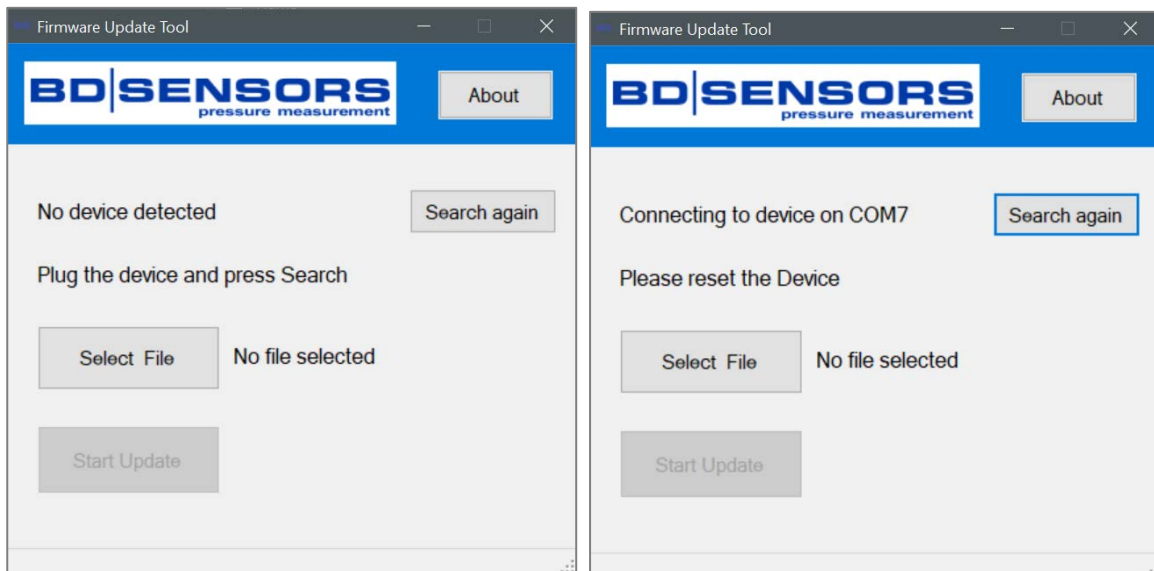 Firmware Update Tool
BD|SENSORS
pressure measurement
About
No device detected
Search again
Plug the device and press Search
Select File
No file selected
Start Update
Firmware Update Tool
BD|SENSORS
pressure measurement
About
Connecting to device on COM7
Search again
Please reset the Device
Select File
No file selected
Start Update